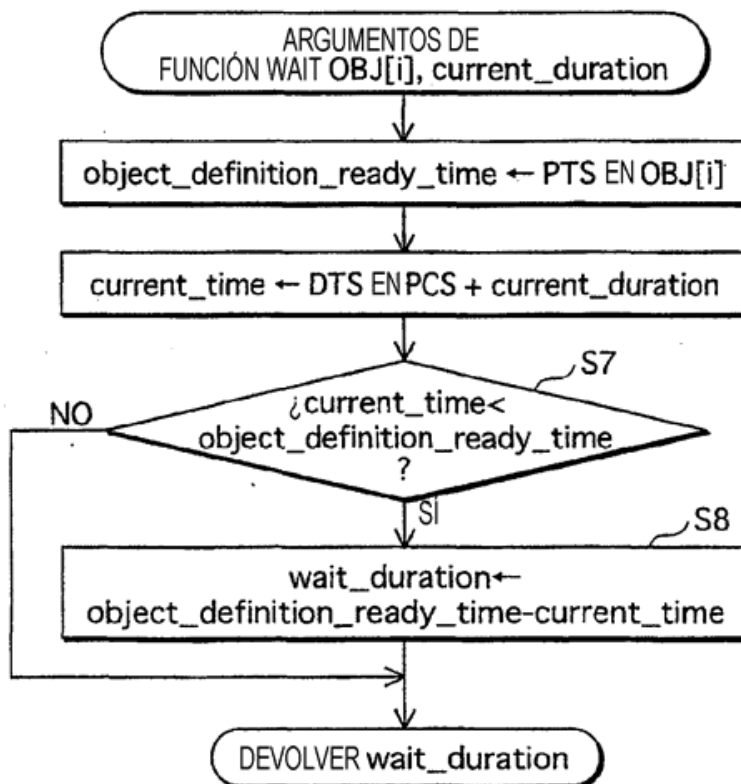 ARGUMENTOS DE
FUNCIÓN WAIT OBJ[i], current_duration
object_definition_ready_time ← PTS EN OBJ[i]
current_time ← DTS EN PCS + current_duration
S7
NO
¿current_time<
object_definition_ready_time
?
SÍ
S8
wait_duration←
object_definition_ready_time-current_time
DEVOLVER wait_duration